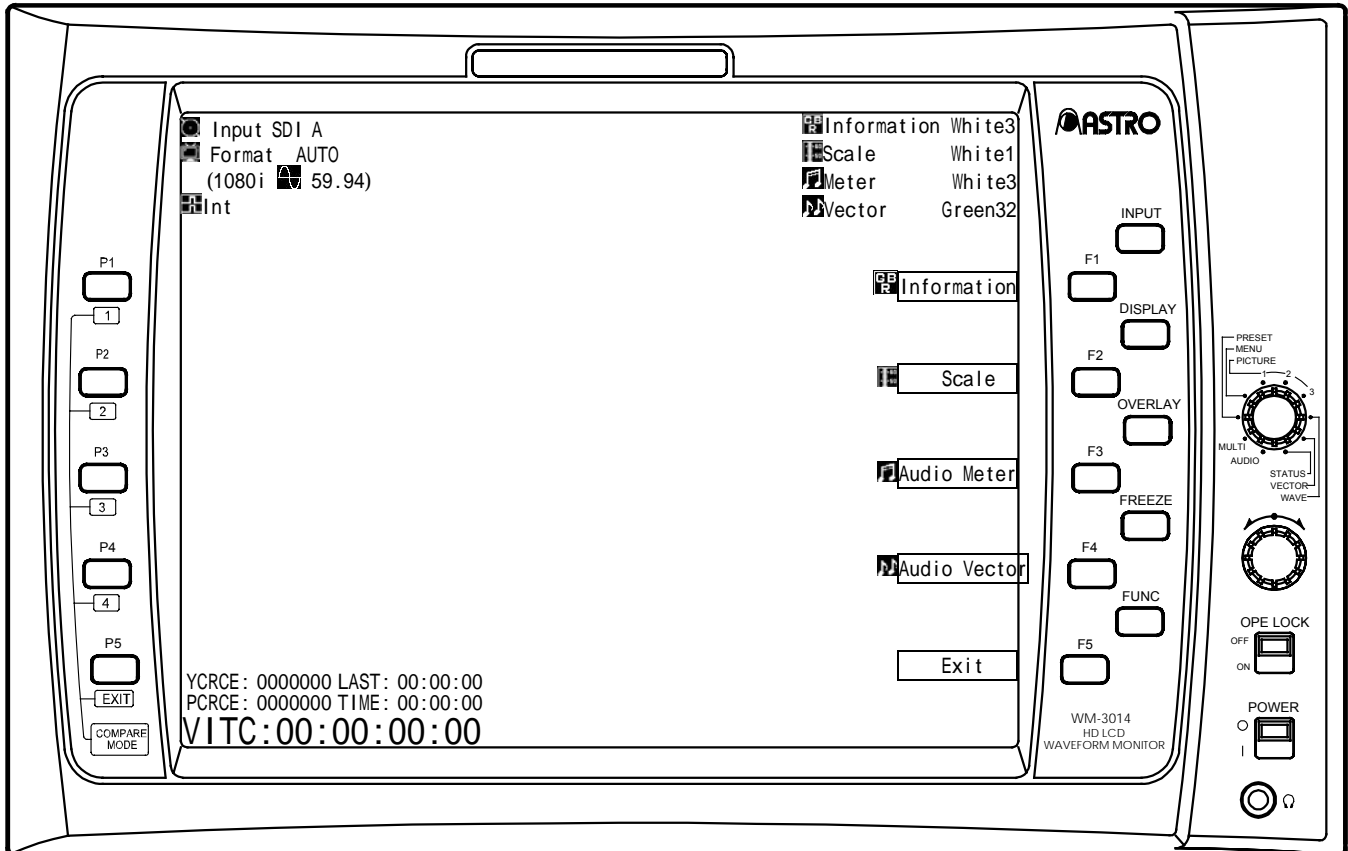 Input SDI A
Format AUTO
(1080i 59.94)
Int
GBR Information White3
Scale White1
Meter White3
Vector Green32
GBR Information
Scale
Audio Meter
Audio Vector
Exit
YCRCE: 0000000 LAST: 00:00:00
PCRCE: 0000000 TIME: 00:00:00
VITC:00:00:00:00
P1
1
P2
2
P3
3
P4
4
P5
EXIT
COMPARE
MODE
ASTRO
INPUT
F1
DISPLAY
F2
OVERLAY
F3
FREEZE
F4
FUNC
F5
WM-3014
HD LCD
WAVEFORM MONITOR
PRESET
MENU
PICTURE
1 2 3
MULTI
AUDIO
STATUS
VECTOR
WAVE
OPE LOCK
OFF
ON
POWER
O
I